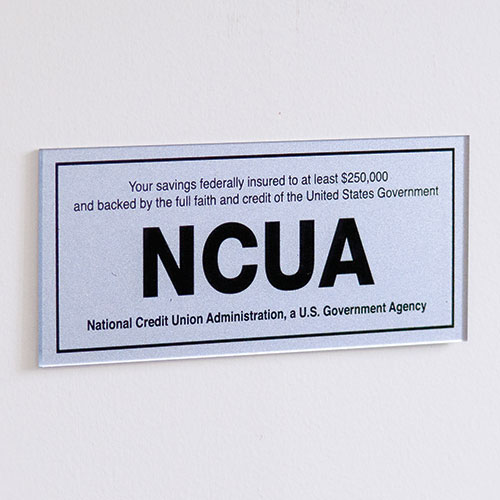 Your savings federally insured to at least $250,000
and backed by the full faith and credit of the United States Government
NCUA
National Credit Union Administration, a U.S. Government Agency